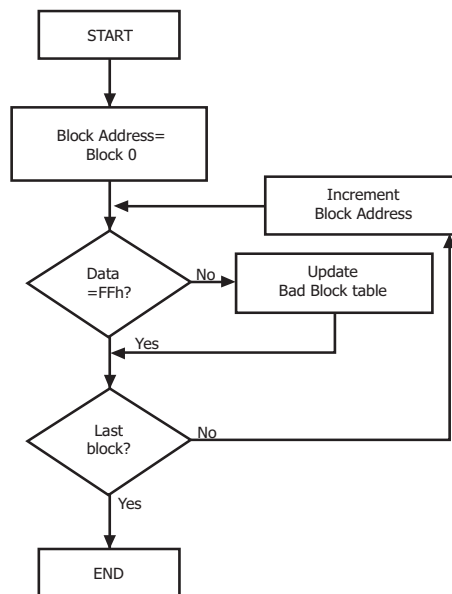 START
Block Address=
Block 0
Increment
Block Address
Data
=FFh?
No
Update
Bad Block table
Yes
Last
block?
No
Yes
END